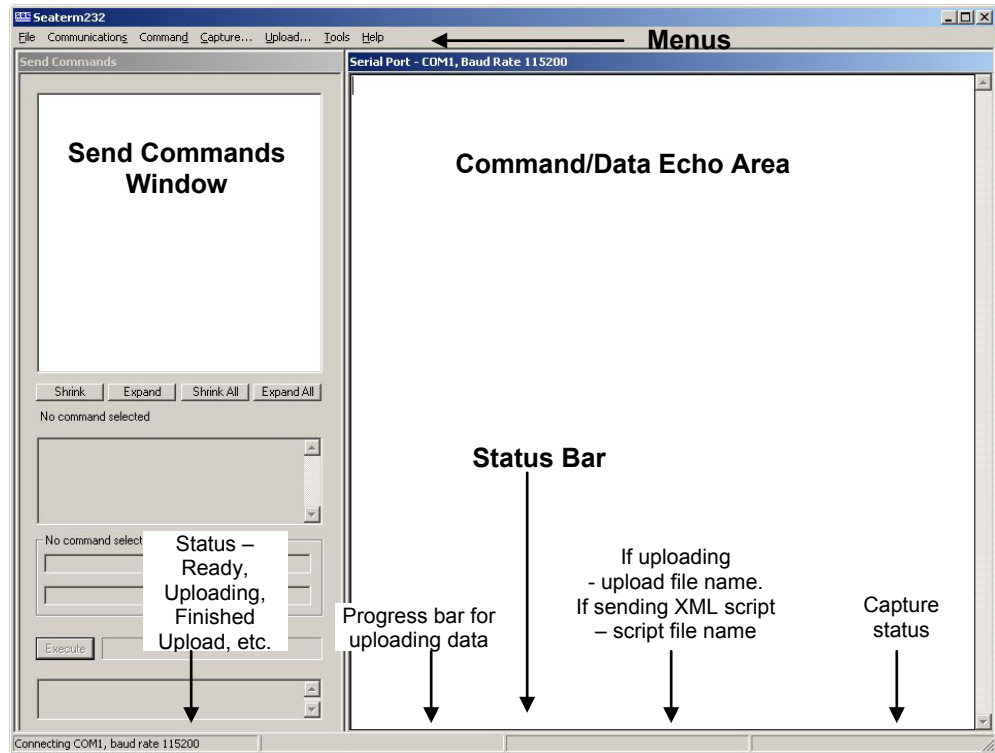 Seaterm232
File Communications Command Capture... Upload... Tools Help
Menus
Send Commands
Serial Port - COM1, Baud Rate 115200
Send Commands
Window
Command/Data Echo Area
Shrink Expand Shrink All Expand All
No command selected
Status Bar
No command selec
Status –
Ready,
Uploading,
Finished
Upload, etc.
Execute
Progress bar for
uploading data
If uploading
- upload file name.
If sending XML script
– script file name
Capture
status
Connecting COM1, baud rate 115200